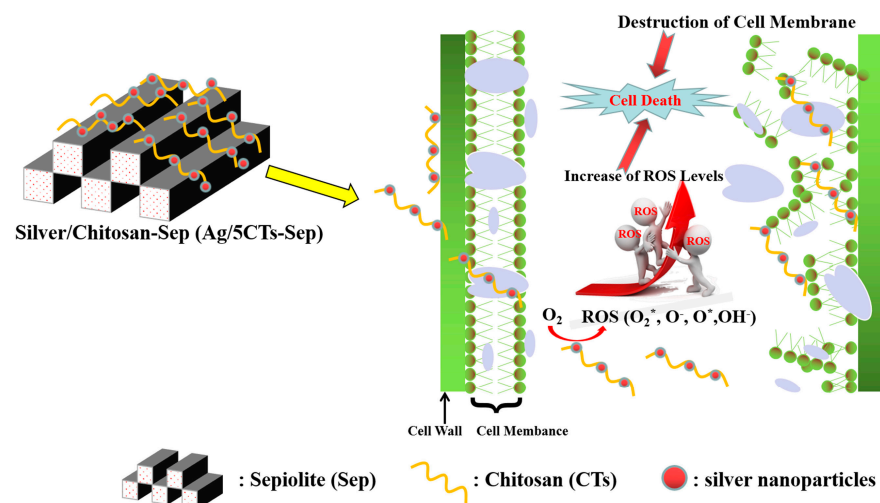 Destruction of Cell Membrane
Cell Death
Increase of ROS Levels
ROS
ROS
ROS
Silver/Chitosan-Sep (Ag/5CTs-Sep)
O₂ ROS (O₂*, O⁻, O*,OH⁻)
Cell Wall Cell Membance
: Sepiolite (Sep) : Chitosan (CTs) : silver nanoparticles